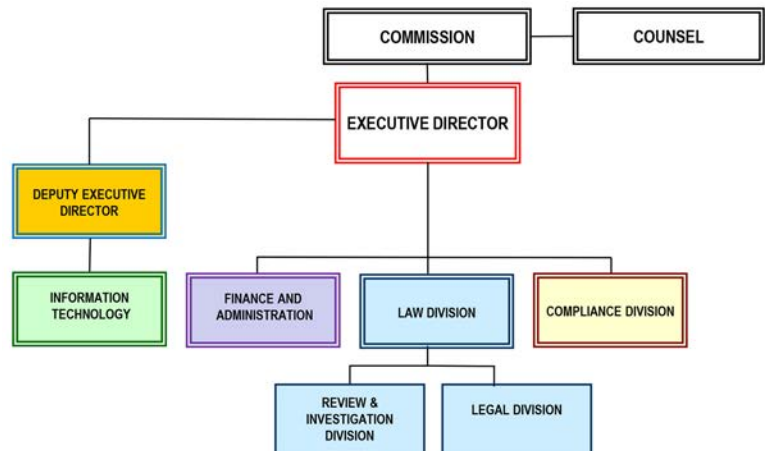 COMMISSION
COUNSEL
EXECUTIVE DIRECTOR
DEPUTY EXECUTIVE
DIRECTOR
INFORMATION
TECHNOLOGY
FINANCE AND
ADMINISTRATION
LAW DIVISION
COMPLIANCE DIVISION
REVIEW &
INVESTIGATION
DIVISION
LEGAL DIVISION